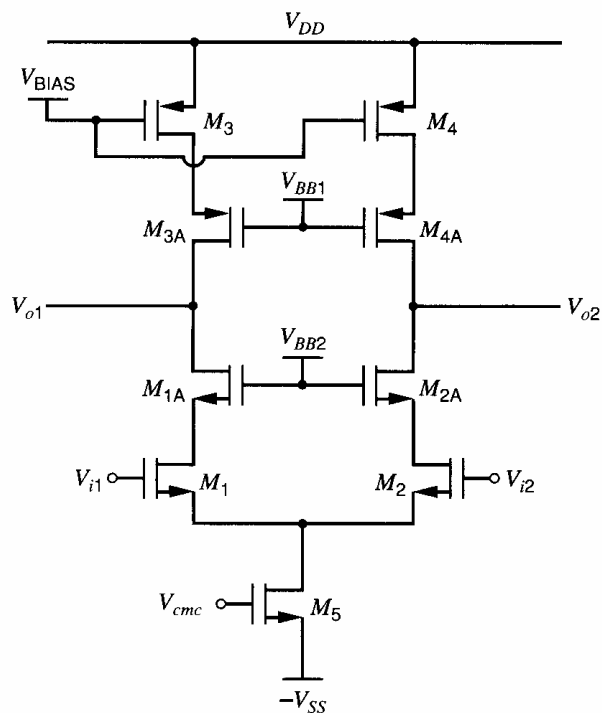 V_DD
V_BIAS
M_3
M_4
V_BB1
M_3A
M_4A
V_o1
V_o2
V_BB2
M_1A
M_2A
V_i1
M_1
M_2
V_i2
V_cmc
M_5
-V_SS